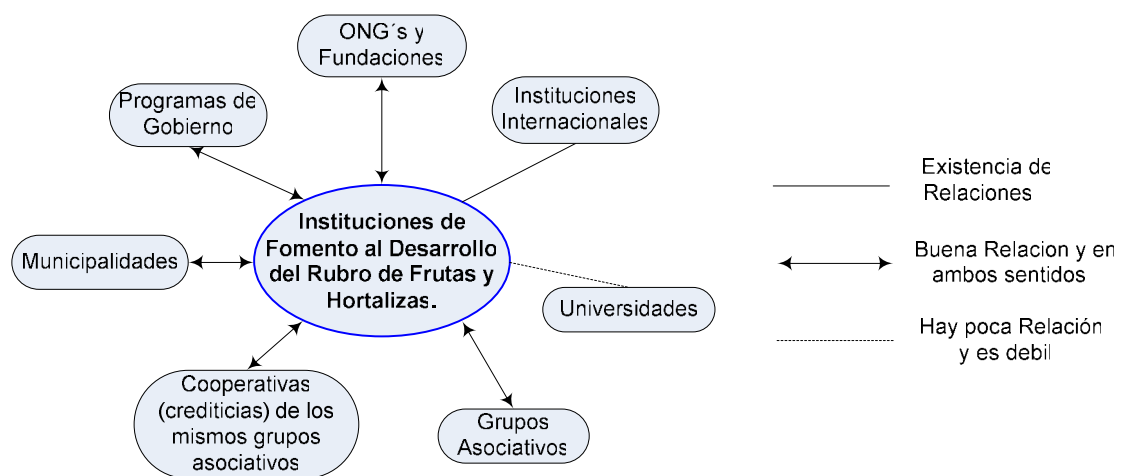 ONG´s y
Fundaciones
Programas de
Gobierno
Instituciones
Internacionales
Instituciones de
Fomento al Desarrollo
del Rubro de Frutas y
Hortalizas.
Municipalidades
Universidades
Cooperativas
(crediticias) de los
mismos grupos
asociativos
Grupos
Asociativos
Existencia de
Relaciones
Buena Relacion y en
ambos sentidos
Hay poca Relación
y es debil